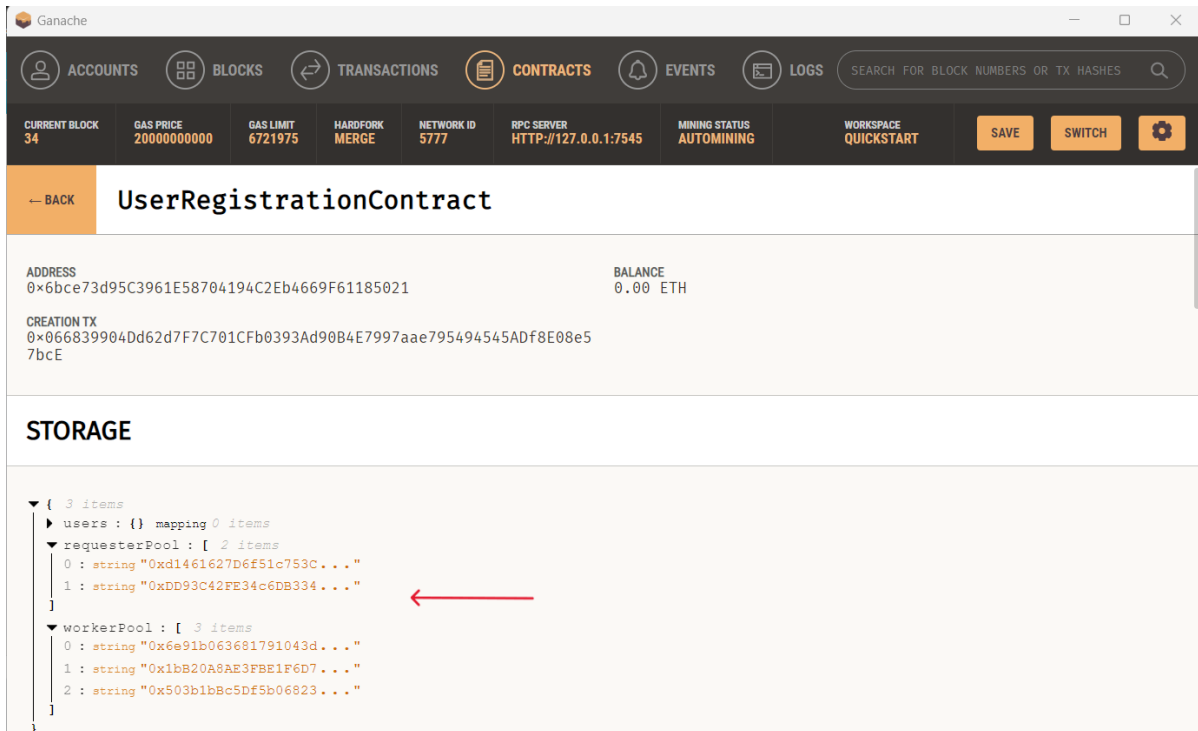 Ganache
ACCOUNTS BLOCKS TRANSACTIONS CONTRACTS EVENTS LOGS SEARCH FOR BLOCK NUMBERS OR TX HASHES
CURRENT BLOCK GAS PRICE GAS LIMIT HARDFORK NETWORK ID RPC SERVER MINING STATUS WORKSPACE
34 20000000000 6721975 MERGE 5777 HTTP://127.0.0.1:7545 AUTOMINING QUICKSTART SAVE SWITCH
← BACK UserRegistrationContract
ADDRESS BALANCE
0×6bce73d95C3961E58704194C2Eb4669F61185021 0.00 ETH
CREATION TX
0×066839904Dd62d7F7C701CFb0393Ad90B4E7997aae795494545ADf8E08e5
7bcE
STORAGE
{ 3 items
users : {} mapping 0 items
requesterPool : [ 2 items
0 : string "0xd1461627D6f51c753C..."
1 : string "0xDD93C42FE34c6DB334..."
]
workerPool : [ 3 items
0 : string "0x6e91b063681791043d..."
1 : string "0x1bB20A8AE3FBE1F6D7..."
2 : string "0x503b1bBc5Df5b06823..."
]
}